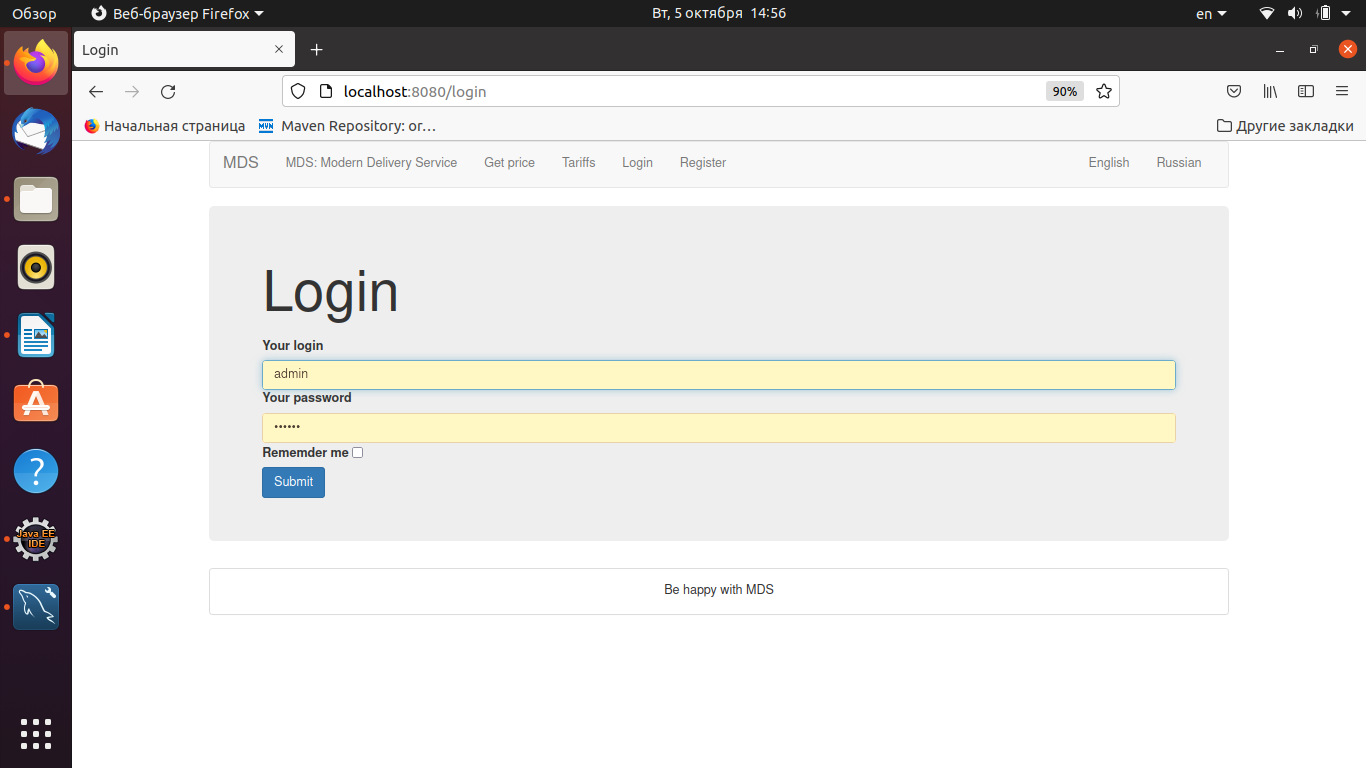 Обзор Веб-браузер Firefox Вт, 5 октября 14:56 en
Login
localhost:8080/login 90%
Начальная страница MVN Maven Repository: or… Другие закладки
MDS MDS: Modern Delivery Service Get price Tariffs Login Register English Russian
Login
Your login
admin
Your password
••••••
Rememder me
Submit
Java EE
IDE
Be happy with MDS